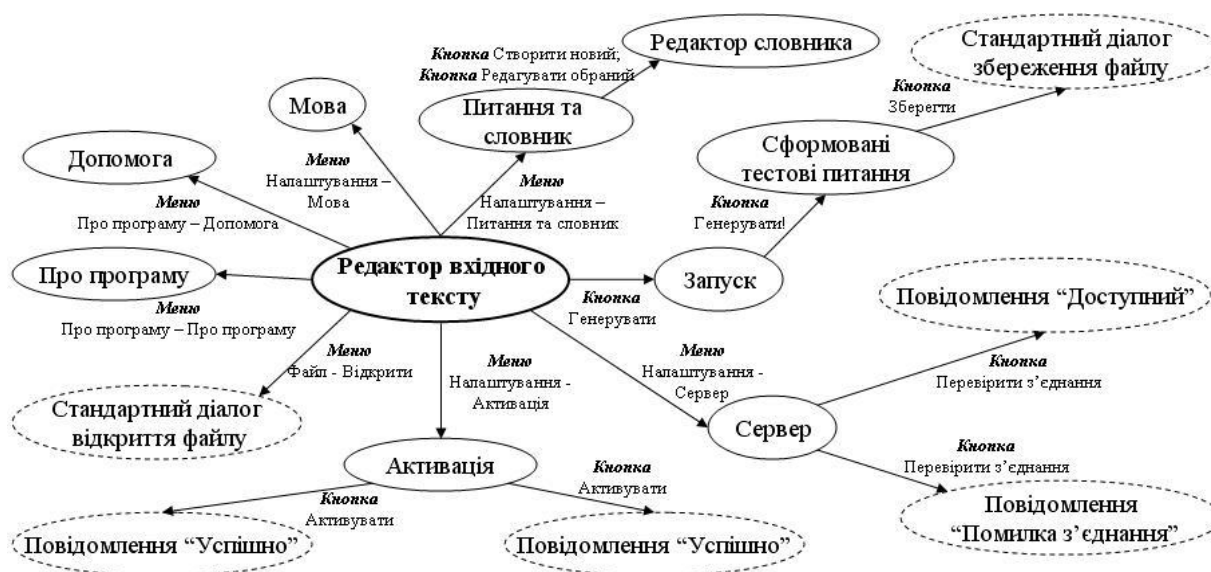 Кнопка Створити новий;
Кнопка Редагувати обраний
Редактор словника
Стандартний діалог
збереження файлу
Мова
Питання та
словник
Кнопка
Зберегти
Допомога
Меню
Налаштування –
Мова
Меню
Налаштування –
Питання та словник
Сформовані
тестові питання
Меню
Про програму – Допомога
Кнопка
Генерувати!
Про програму
Редактор вхідного
тексту
Запуск
Меню
Про програму – Про програму
Кнопка
Генерувати
Повідомлення “Доступний”
Меню
Файл - Відкрити
Меню
Налаштування -
Активація
Меню
Налаштування -
Сервер
Кнопка
Перевірити з’єднання
Стандартний діалог
відкриття файлу
Сервер
Активація
Кнопка
Активувати
Кнопка
Активувати
Кнопка
Перевірити з’єднання
Повідомлення “Успішно”
Повідомлення “Успішно”
Повідомлення
“Помилка з’єднання”